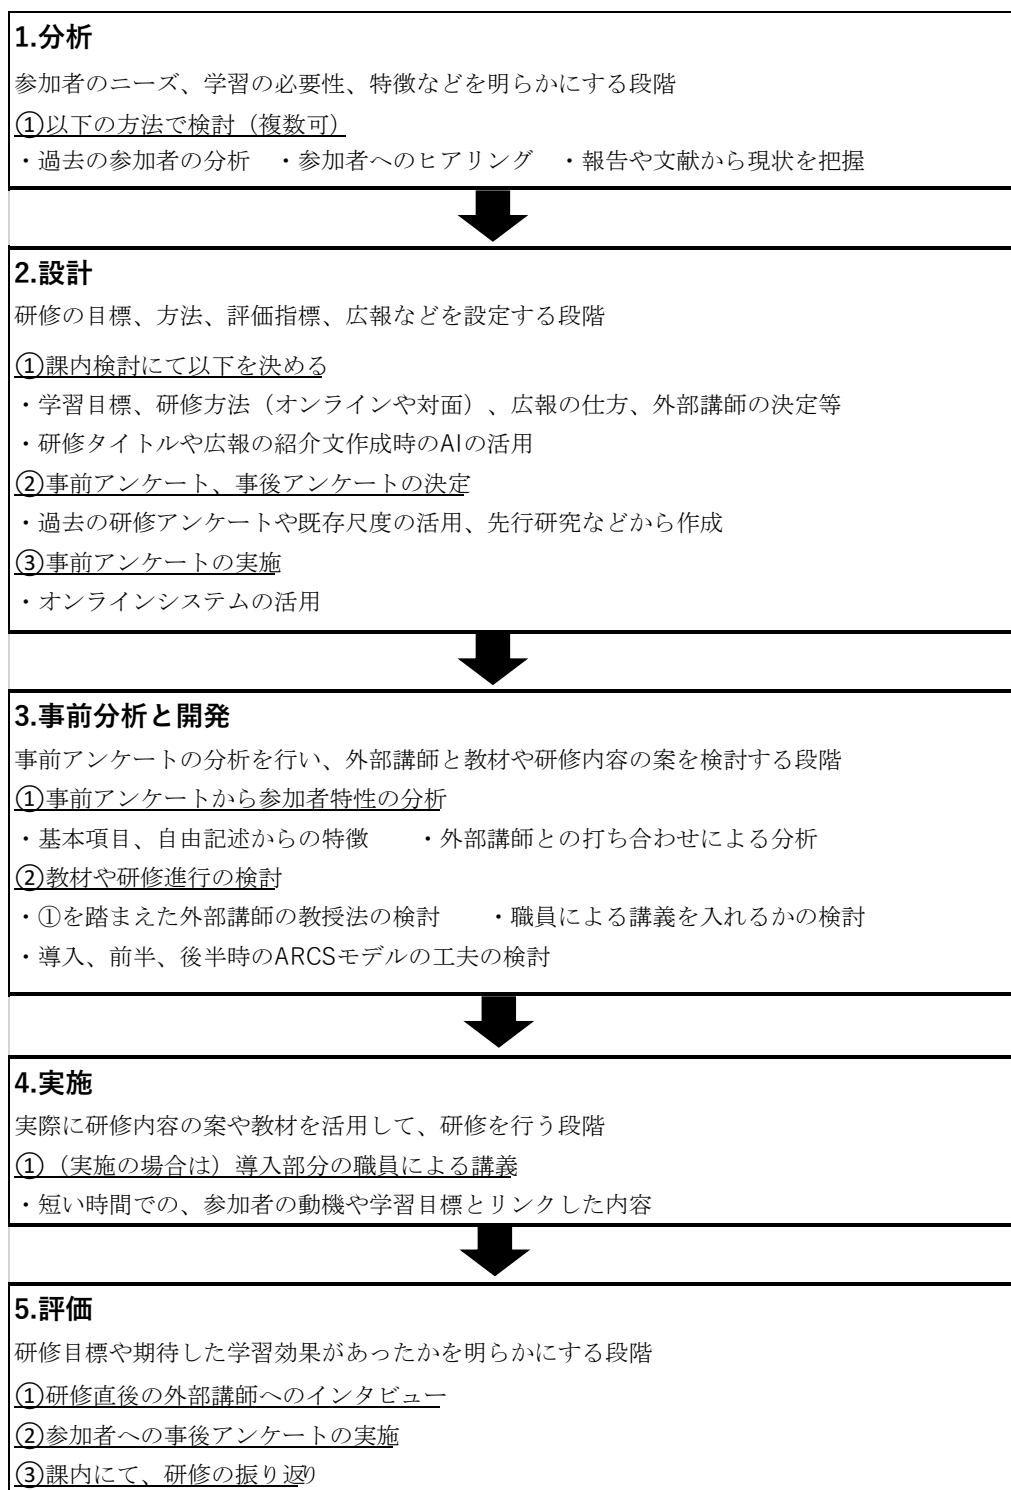 1.分析
参加者のニーズ、学習の必要性、特徴などを明らかにする段階
①以下の方法で検討（複数可）
・過去の参加者の分析　・参加者へのヒアリング　・報告や文献から現状を把握
2.設計
研修の目標、方法、評価指標、広報などを設定する段階
①課内検討にて以下を決める
・学習目標、研修方法（オンラインや対面）、広報の仕方、外部講師の決定等
・研修タイトルや広報の紹介文作成時のAIの活用
②事前アンケート、事後アンケートの決定
・過去の研修アンケートや既存尺度の活用、先行研究などから作成
③事前アンケートの実施
・オンラインシステムの活用
3.事前分析と開発
事前アンケートの分析を行い、外部講師と教材や研修内容の案を検討する段階
①事前アンケートから参加者特性の分析
・基本項目、自由記述からの特徴　　・外部講師との打ち合わせによる分析
②教材や研修進行の検討
・①を踏まえた外部講師の教授法の検討　　・職員による講義を入れるかの検討
・導入、前半、後半時のARCSモデルの工夫の検討
4.実施
実際に研修内容の案や教材を活用して、研修を行う段階
①（実施の場合は）導入部分の職員による講義
・短い時間での、参加者の動機や学習目標とリンクした内容
5.評価
研修目標や期待した学習効果があったかを明らかにする段階
①研修直後の外部講師へのインタビュー
②参加者への事後アンケートの実施
③課内にて、研修の振り返り